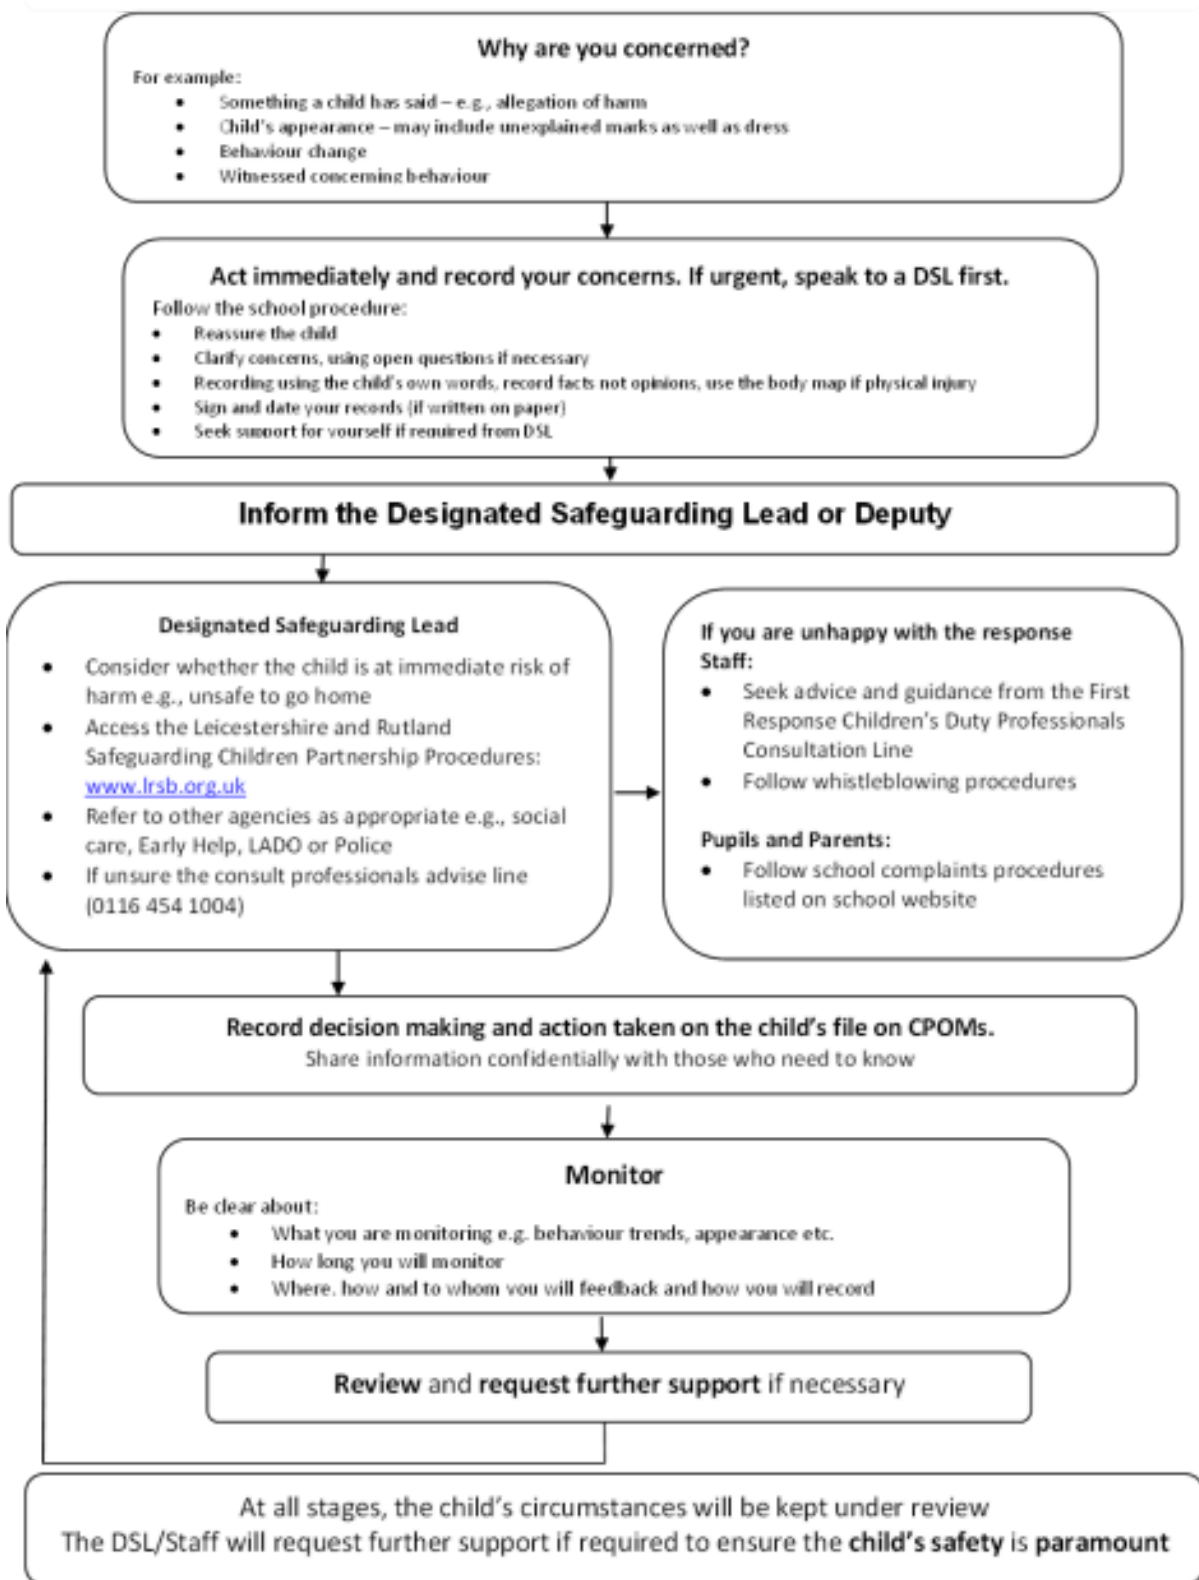 Why are you concerned?
For example:
• Something a child has said – e.g., allegation of harm
• Child's appearance – may include unexplained marks as well as dress
• Behaviour change
• Witnessed concerning behaviour
Act immediately and record your concerns. If urgent, speak to a DSL first.
Follow the school procedure:
• Reassure the child
• Clarify concerns, using open questions if necessary
• Recording using the child's own words, record facts not opinions, use the body map if physical injury
• Sign and date your records (if written on paper)
• Seek support for yourself if required from DSL
Inform the Designated Safeguarding Lead or Deputy
Designated Safeguarding Lead
• Consider whether the child is at immediate risk of
harm e.g., unsafe to go home
• Access the Leicestershire and Rutland
Safeguarding Children Partnership Procedures:
www.lrsb.org.uk
• Refer to other agencies as appropriate e.g., social
care, Early Help, LADO or Police
• If unsure the consult professionals advise line
(0116 454 1004)
If you are unhappy with the response
Staff:
• Seek advice and guidance from the First
Response Children's Duty Professionals
Consultation Line
• Follow whistleblowing procedures
Pupils and Parents:
• Follow school complaints procedures
listed on school website
Record decision making and action taken on the child's file on CPOMs.
Share information confidentially with those who need to know
Monitor
Be clear about:
• What you are monitoring e.g. behaviour trends, appearance etc.
• How long you will monitor
• Where. how and to whom you will feedback and how you will record
Review and request further support if necessary
At all stages, the child's circumstances will be kept under review
The DSL/Staff will request further support if required to ensure the child's safety is paramount